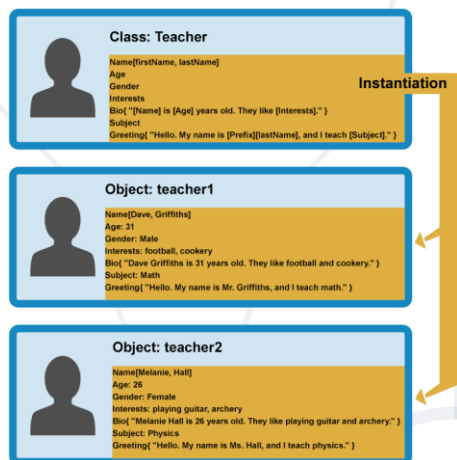 Class: Teacher
Name[firstName, lastName]
Age
Gender
Interests
Bio{ "[Name] is [Age] years old. They like [Interests]." }
Subject
Greeting{ "Hello. My name is [Prefix][lastName], and I teach [Subject]." }
Instantiation
Object: teacher1
Name[Dave, Griffiths]
Age: 31
Gender: Male
Interests: football, cookery
Bio{ "Dave Griffiths is 31 years old. They like football and cookery." }
Subject: Math
Greeting{ "Hello. My name is Mr. Griffiths, and I teach math." }
Object: teacher2
Name[Melanie, Hall]
Age: 26
Gender: Female
Interests: playing guitar, archery
Bio{ "Melanie Hall is 26 years old. They like playing guitar and archery." }
Subject: Physics
Greeting{ "Hello. My name is Ms. Hall, and I teach physics." }